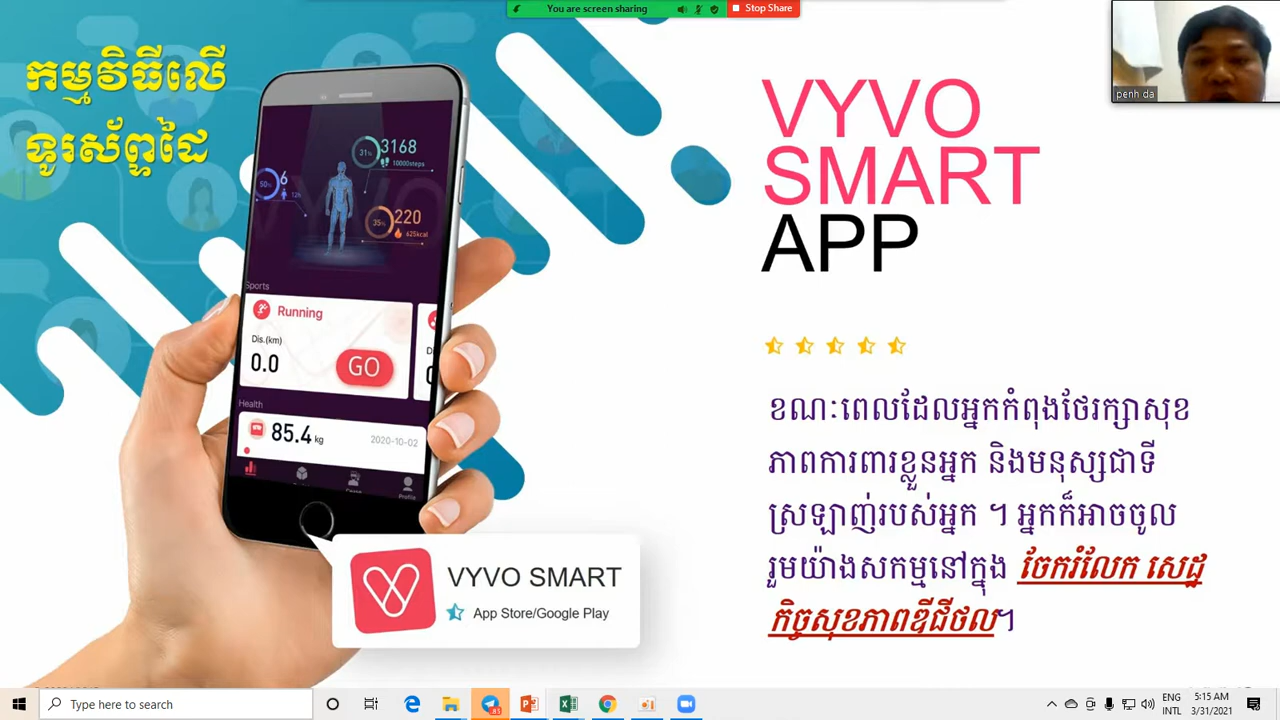 You are screen sharing
Stop Share
penh da
កម្មវិធីលើ
ទូរស័ព្ទដៃ
3168
31%
10000steps
50%
6
12h
220
35%
625kcal
Sports
Running
Dis.(km)
0.0
GO
Health
85.4 kg
2020-10-02
Profile
VYVO SMART
App Store/Google Play
VYVO
SMART
APP
ខណៈពេលដែលអ្នកកំពុងថែរក្សាសុខ
ភាពការពារខ្លួនអ្នក និងមនុស្សជាទី
ស្រឡាញ់របស់អ្នក ។ អ្នកក៏អាចចូល
រួមយ៉ាងសកម្មនៅក្នុង ចែករំលែក សេដ្ឋ
កិច្ចសុខភាពឌីជីថល។
Type here to search
81
ENG
INTL
5:15 AM
3/31/2021